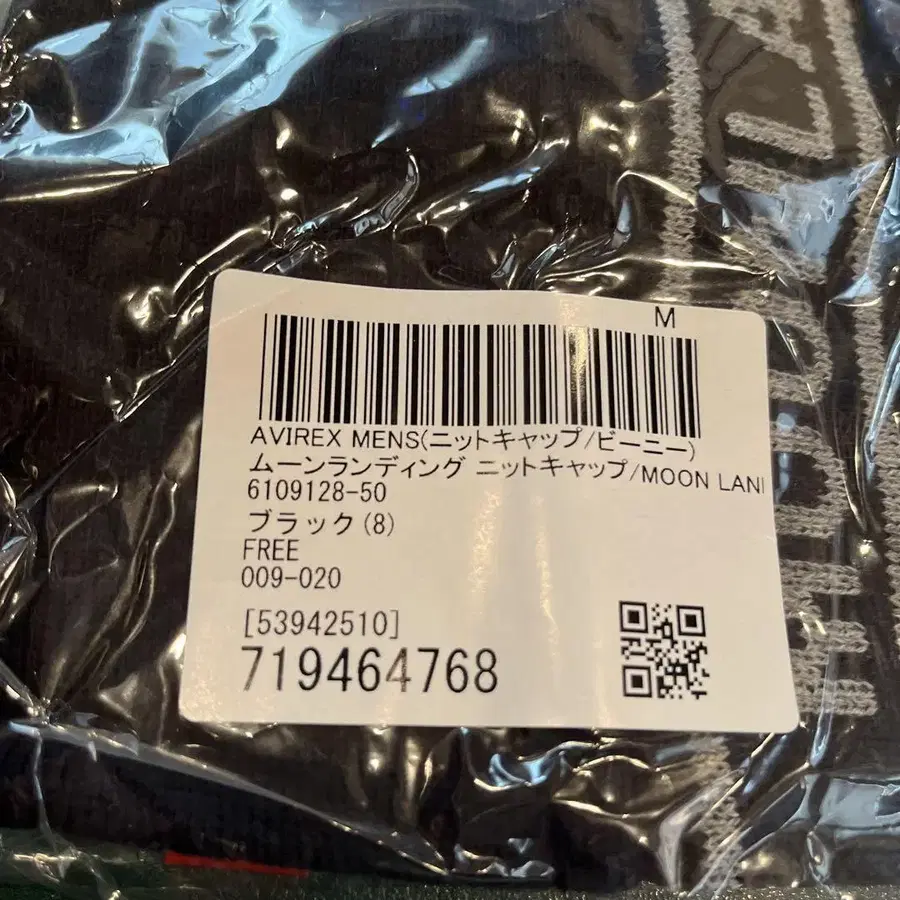 M
AVIREX MENS(ニットキャップ/ビーニー)
ムーンランディング ニットキャップ/MOON LAN
6109128-50
ブラック(8)
FREE
009-020
[53942510]
719464768